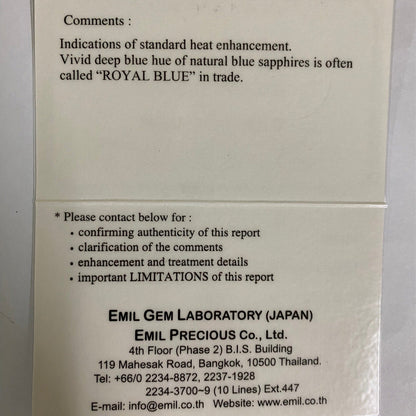 Comments :
Indications of standard heat enhancement.
Vivid deep blue hue of natural blue sapphires is often
called “ROYAL BLUE” in trade.
* Please contact below for :
• confirming authenticity of this report
• clarification of the comments
• enhancement and treatment details
• important LIMITATIONS of this report
EMIL GEM LABORATORY (JAPAN)
EMIL PRECIOUS CO., LTD.
4th Floor (Phase 2) B.I.S. Building
119 Mahesak Road, Bangkok, 10500 Thailand.
Tel: +66/0 2234-8872, 2237-1928
2234-3700~9 (10 Lines) Ext.447
E-mail: info@emil.co.th Website: www.emil.co.th